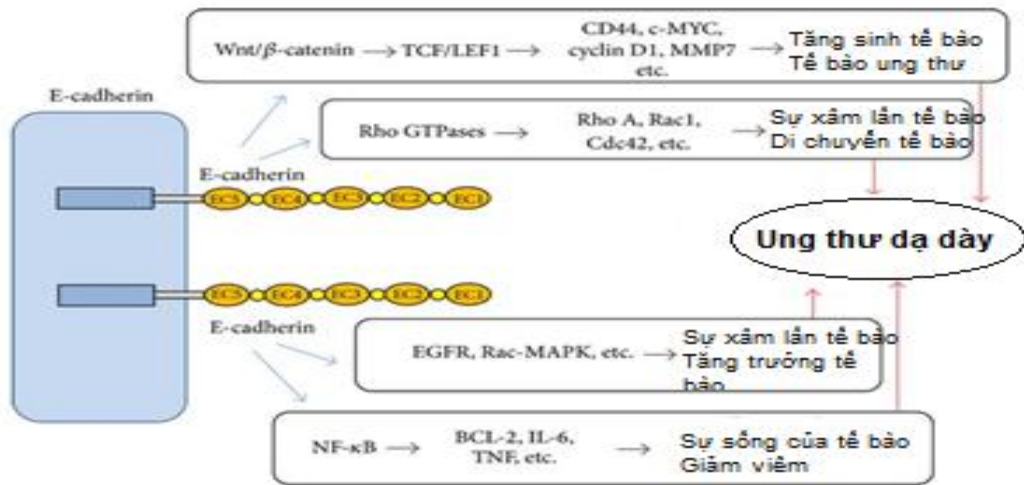 Wnt/β-catenin → TCF/LEF1 →
CD44, c-MYC,
cyclin D1, MMP7
etc.
→ Tăng sinh tế bào
Tế bào ung thư
E-cadherin
Rho GTPases →
Rho A, Rac1,
Cdc42, etc.
→ Sự xâm lấn tế bào
Di chuyển tế bào
E-cadherin
EC5 EC4 EC3 EC2 EC1
Ung thư dạ dày
EC5 EC4 EC3 EC2 EC1
E-cadherin
EGFR, Rac-MAPK, etc. →
Sự xâm lấn tế bào
Tăng trưởng tế
bào
NF-κB →
BCL-2, IL-6,
TNF, etc.
→ Sự sống của tế bào
Giảm viêm